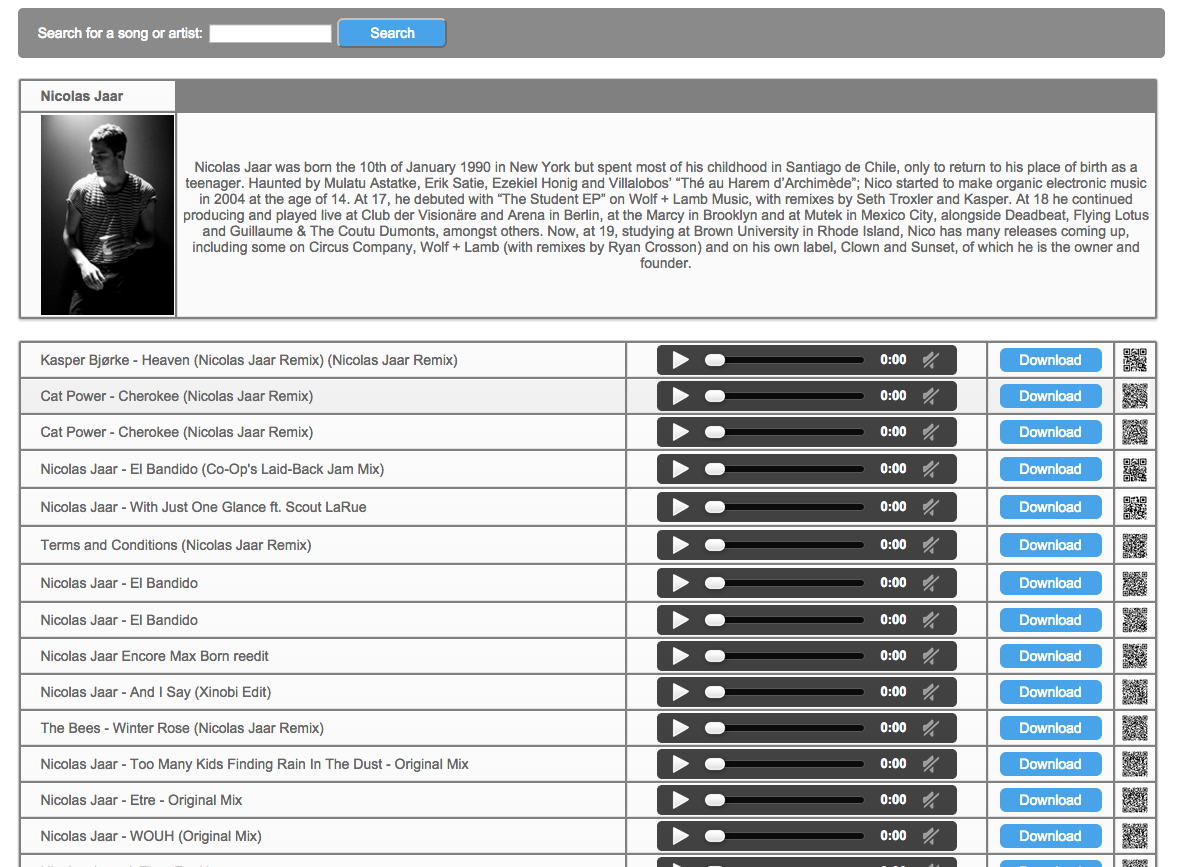 Search for a song or artist: Search
Nicolas Jaar
Nicolas Jaar was born the 10th of January 1990 in New York but spent most of his childhood in Santiago de Chile, only to return to his place of birth as a
teenager. Haunted by Mulatu Astatke, Erik Satie, Ezekiel Honig and Villalobos’ “Thé au Harem d’Archimède”; Nico started to make organic electronic music
in 2004 at the age of 14. At 17, he debuted with “The Student EP” on Wolf + Lamb Music, with remixes by Seth Troxler and Kasper. At 18 he continued
producing and played live at Club der Visionäre and Arena in Berlin, at the Marcy in Brooklyn and at Mutek in Mexico City, alongside Deadbeat, Flying Lotus
and Guillaume & The Coutu Dumonts, amongst others. Now, at 19, studying at Brown University in Rhode Island, Nico has many releases coming up,
including some on Circus Company, Wolf + Lamb (with remixes by Ryan Crosson) and on his own label, Clown and Sunset, of which he is the owner and
founder.
Kasper Bjørke - Heaven (Nicolas Jaar Remix) (Nicolas Jaar Remix) 0:00 Download
Cat Power - Cherokee (Nicolas Jaar Remix) 0:00 Download
Cat Power - Cherokee (Nicolas Jaar Remix) 0:00 Download
Nicolas Jaar - El Bandido (Co-Op's Laid-Back Jam Mix) 0:00 Download
Nicolas Jaar - With Just One Glance ft. Scout LaRue 0:00 Download
Terms and Conditions (Nicolas Jaar Remix) 0:00 Download
Nicolas Jaar - El Bandido 0:00 Download
Nicolas Jaar - El Bandido 0:00 Download
Nicolas Jaar Encore Max Born reedit 0:00 Download
Nicolas Jaar - And I Say (Xinobi Edit) 0:00 Download
The Bees - Winter Rose (Nicolas Jaar Remix) 0:00 Download
Nicolas Jaar - Too Many Kids Finding Rain In The Dust - Original Mix 0:00 Download
Nicolas Jaar - Etre - Original Mix 0:00 Download
Nicolas Jaar - WOUH (Original Mix) 0:00 Download